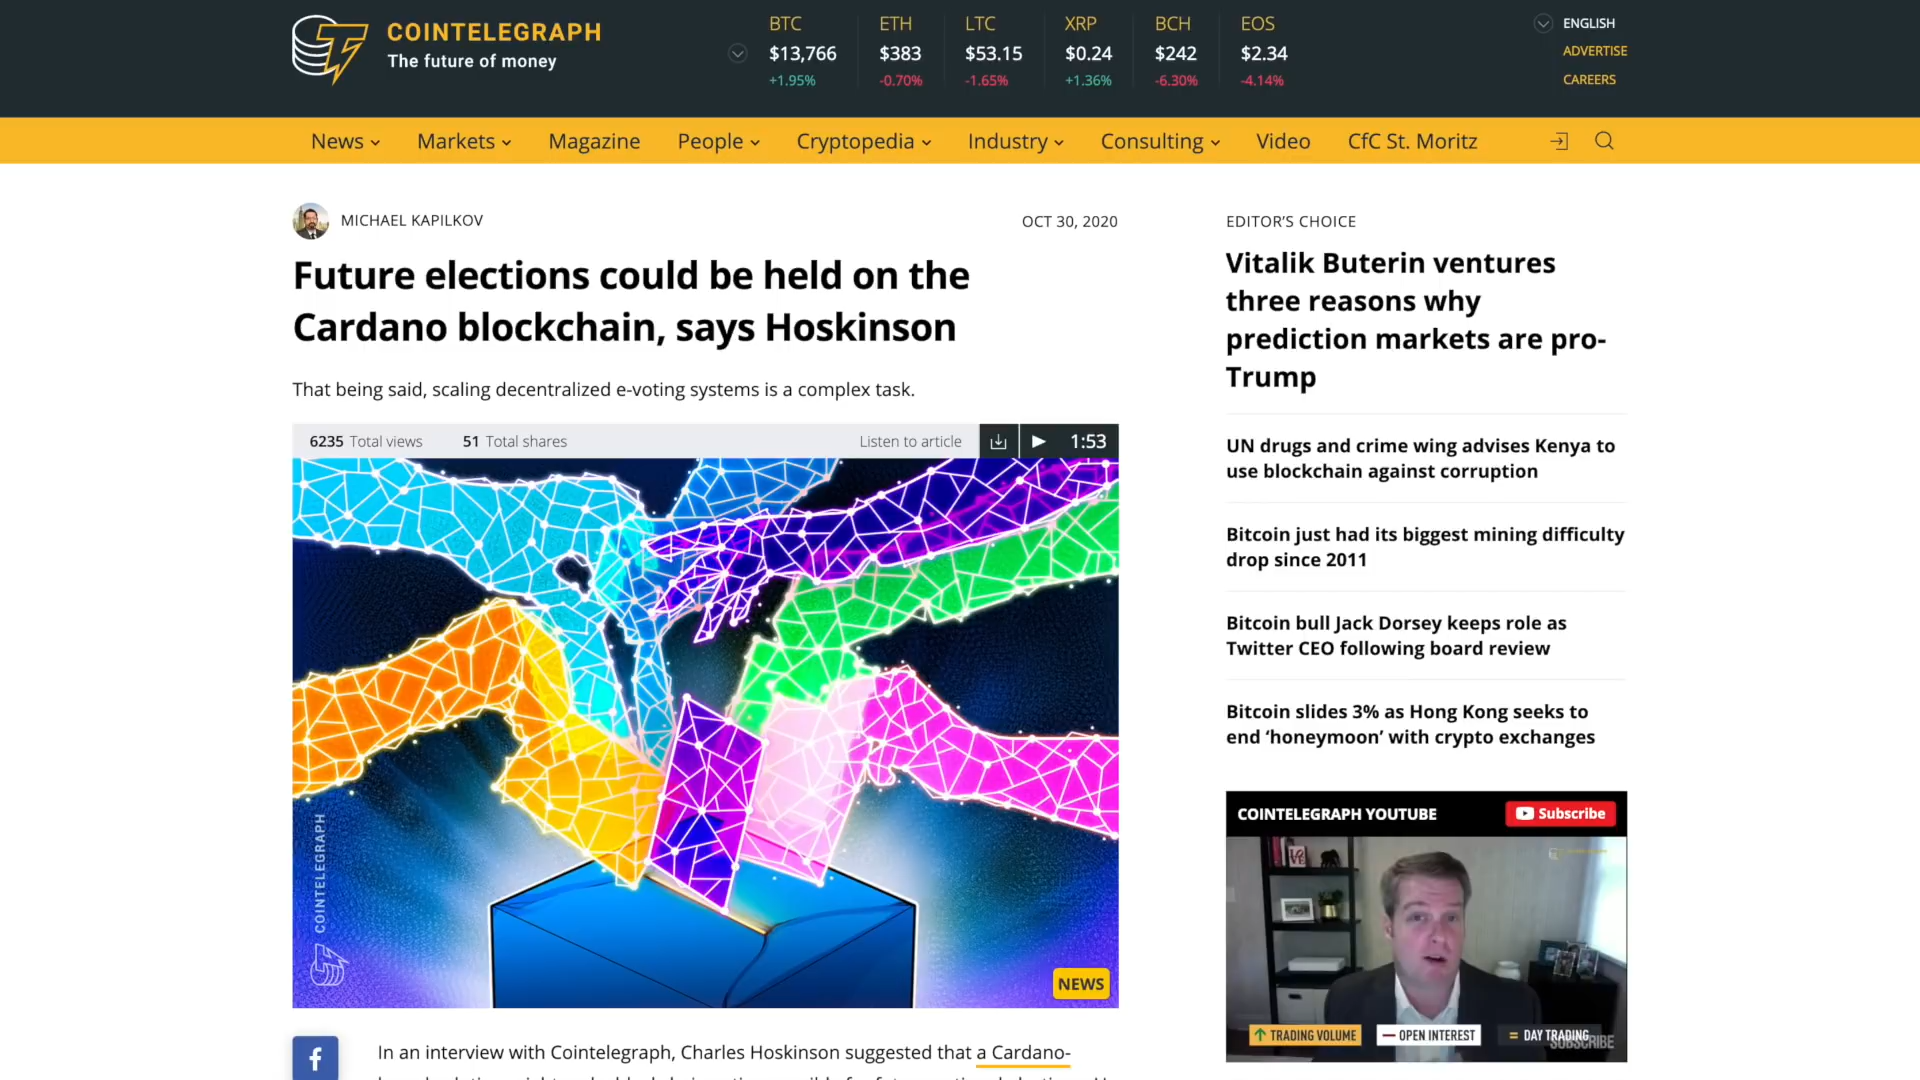 COINTELEGRAPH
The future of money
BTC
$13,766
+1.95%
ETH
$383
-0.70%
LTC
$53.15
-1.65%
XRP
$0.24
+1.36%
BCH
$242
-6.30%
EOS
$2.34
-4.14%
ENGLISH
ADVERTISE
CAREERS
News Markets Magazine People Cryptopedia Industry Consulting Video CfC St. Moritz
MICHAEL KAPILKOV
OCT 30, 2020
Future elections could be held on the
Cardano blockchain, says Hoskinson
That being said, scaling decentralized e-voting systems is a complex task.
6235 Total views 51 Total shares Listen to article 1:53
COINTELEGRAPH
NEWS
f
In an interview with Cointelegraph, Charles Hoskinson suggested that a Cardano-
EDITOR'S CHOICE
Vitalik Buterin ventures
three reasons why
prediction markets are pro-
Trump
UN drugs and crime wing advises Kenya to
use blockchain against corruption
Bitcoin just had its biggest mining difficulty
drop since 2011
Bitcoin bull Jack Dorsey keeps role as
Twitter CEO following board review
Bitcoin slides 3% as Hong Kong seeks to
end ‘honeymoon’ with crypto exchanges
COINTELEGRAPH YOUTUBE
Subscribe
TRADING VOLUME
OPEN INTEREST
= DAY TRADING
SUBSCRIBE